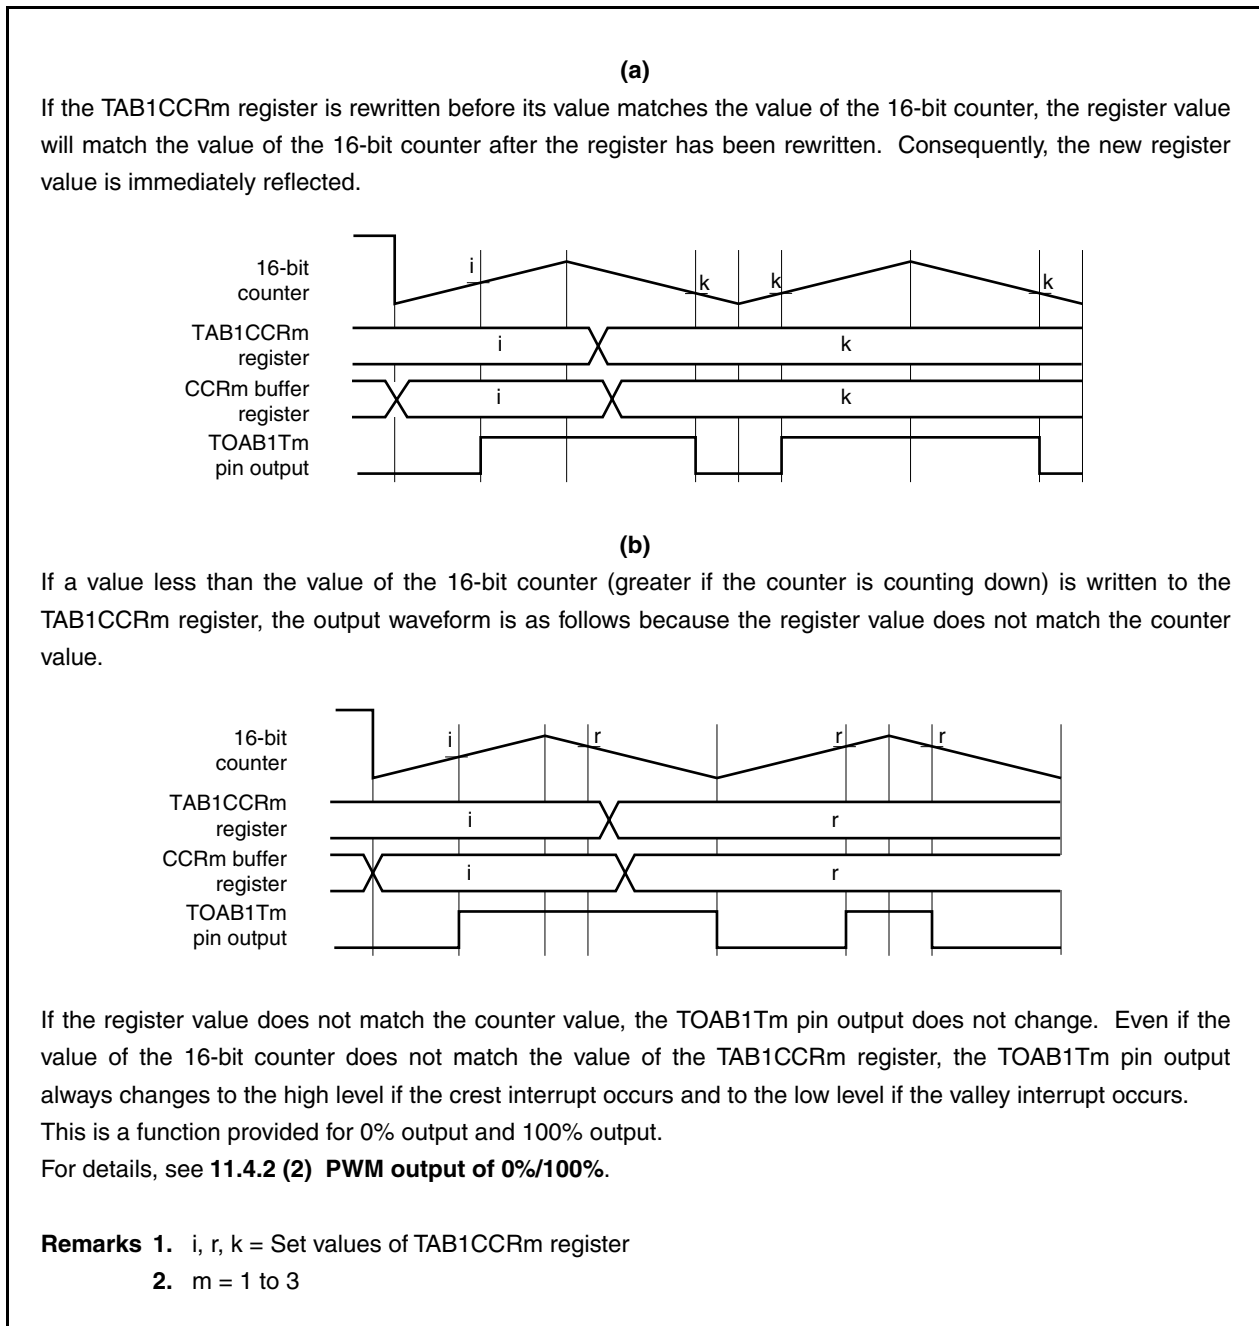 (a)
If the TAB1CCRm register is rewritten before its value matches the value of the 16-bit counter, the register value
will match the value of the 16-bit counter after the register has been rewritten. Consequently, the new register
value is immediately reflected.
16-bit
counter
i
k
k
k
TAB1CCRm
register
i
k
CCRm buffer
register
i
k
TOAB1Tm
pin output
(b)
If a value less than the value of the 16-bit counter (greater if the counter is counting down) is written to the
TAB1CCRm register, the output waveform is as follows because the register value does not match the counter
value.
16-bit
counter
i
r
r
r
TAB1CCRm
register
i
r
CCRm buffer
register
i
r
TOAB1Tm
pin output
If the register value does not match the counter value, the TOAB1Tm pin output does not change. Even if the
value of the 16-bit counter does not match the value of the TAB1CCRm register, the TOAB1Tm pin output
always changes to the high level if the crest interrupt occurs and to the low level if the valley interrupt occurs.
This is a function provided for 0% output and 100% output.
For details, see 11.4.2 (2) PWM output of 0%/100%.
Remarks 1. i, r, k = Set values of TAB1CCRm register
2. m = 1 to 3